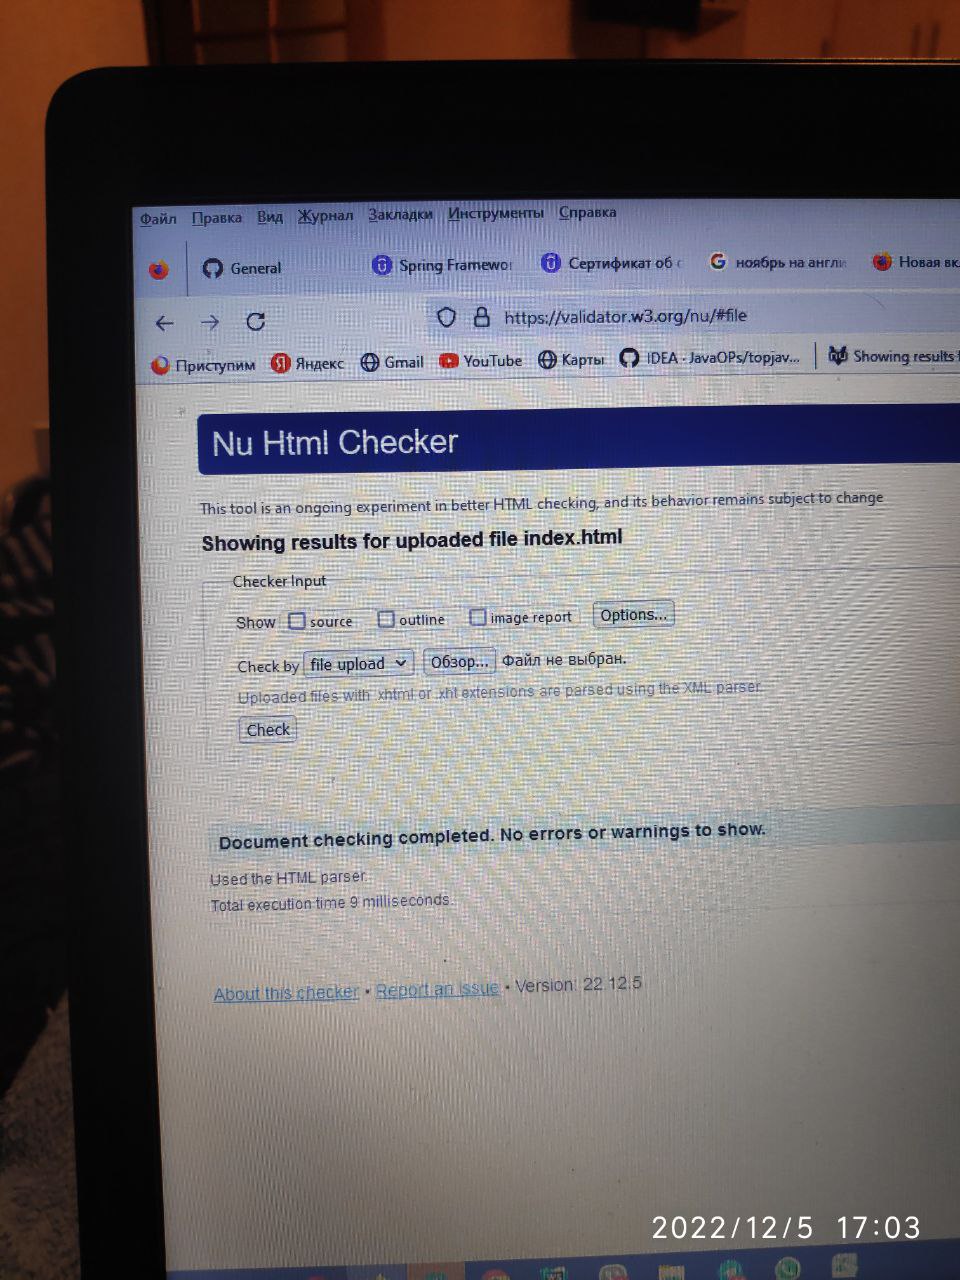 Файл Правка Вид Журнал Закладки Инструменты Справка
General Spring Framewor Сертификат об ноябрь на англи Новая вк
https://validator.w3.org/nu/#file
Приступим Яндекс Gmail YouTube Карты IDEA · JavaOPs/topjav... Showing results
Nu Html Checker
This tool is an ongoing experiment in better HTML checking, and its behavior remains subject to change
Showing results for uploaded file index.html
Checker Input
Show source outline image report Options...
Check by file upload Обзор... Файл не выбран.
Uploaded files with .xhtml or .xht extensions are parsed using the XML parser.
Check
Document checking completed. No errors or warnings to show.
Used the HTML parser.
Total execution time 9 milliseconds.
About this checker • Report an issue • Version: 22.12.5
2022/12/5 17:03